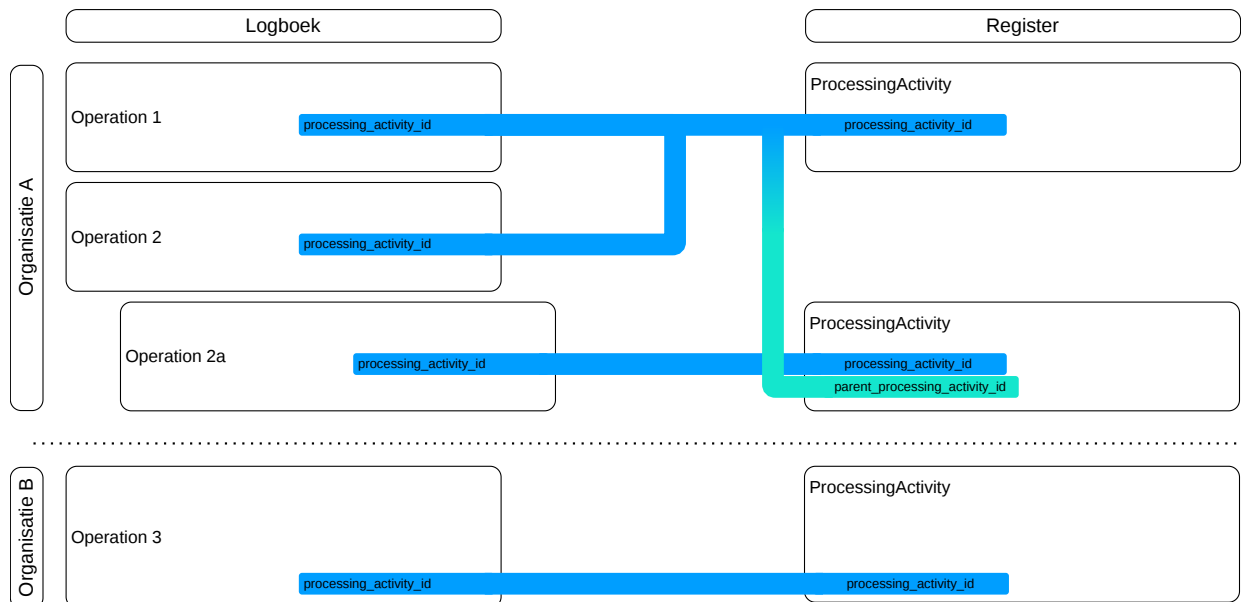 Logboek
Register
Organisatie A
Operation 1
processing_activity_id
ProcessingActivity
processing_activity_id
Operation 2
processing_activity_id
Operation 2a
processing_activity_id
ProcessingActivity
processing_activity_id
parent_processing_activity_id
Organisatie B
Operation 3
processing_activity_id
ProcessingActivity
processing_activity_id